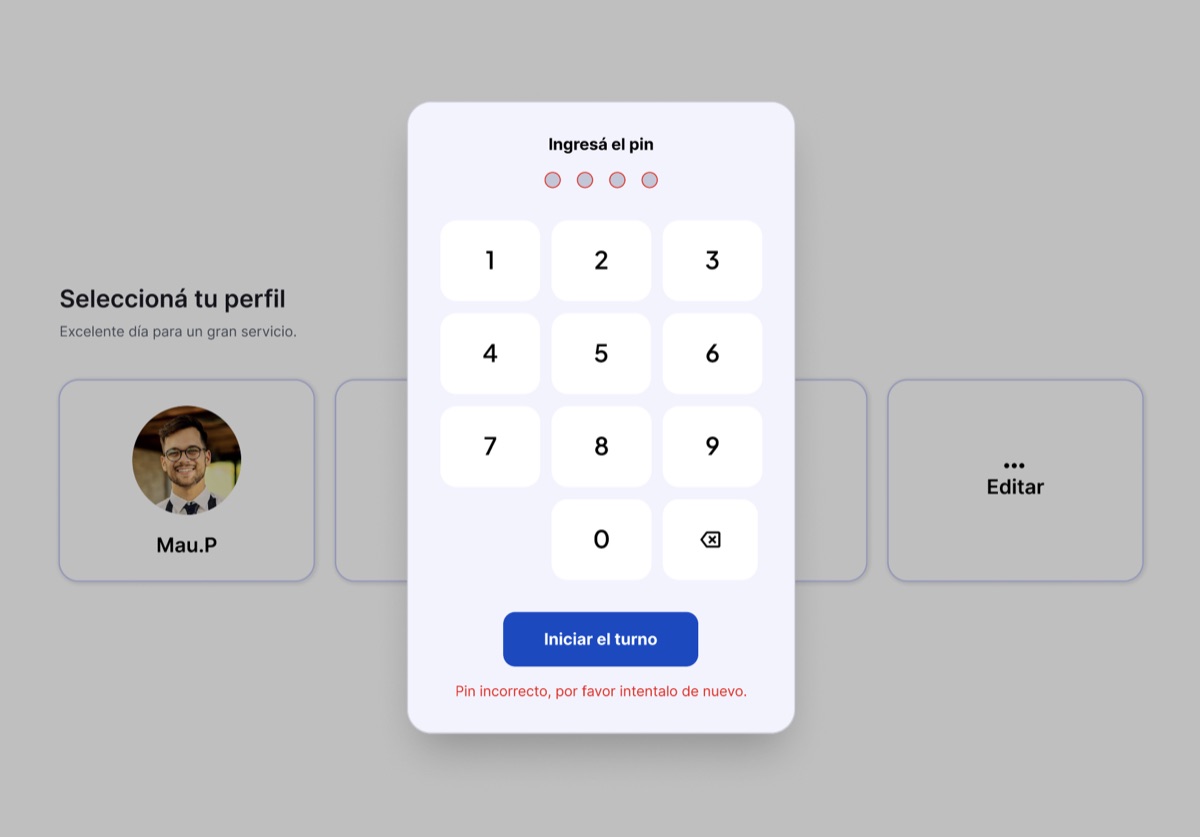 Ingresá el pin
1 2 3
4 5 6
7 8 9
0
Iniciar el turno
Pin incorrecto, por favor intentalo de nuevo.
Seleccioná tu perfil
Excelente día para un gran servicio.
Mau.P
Editar